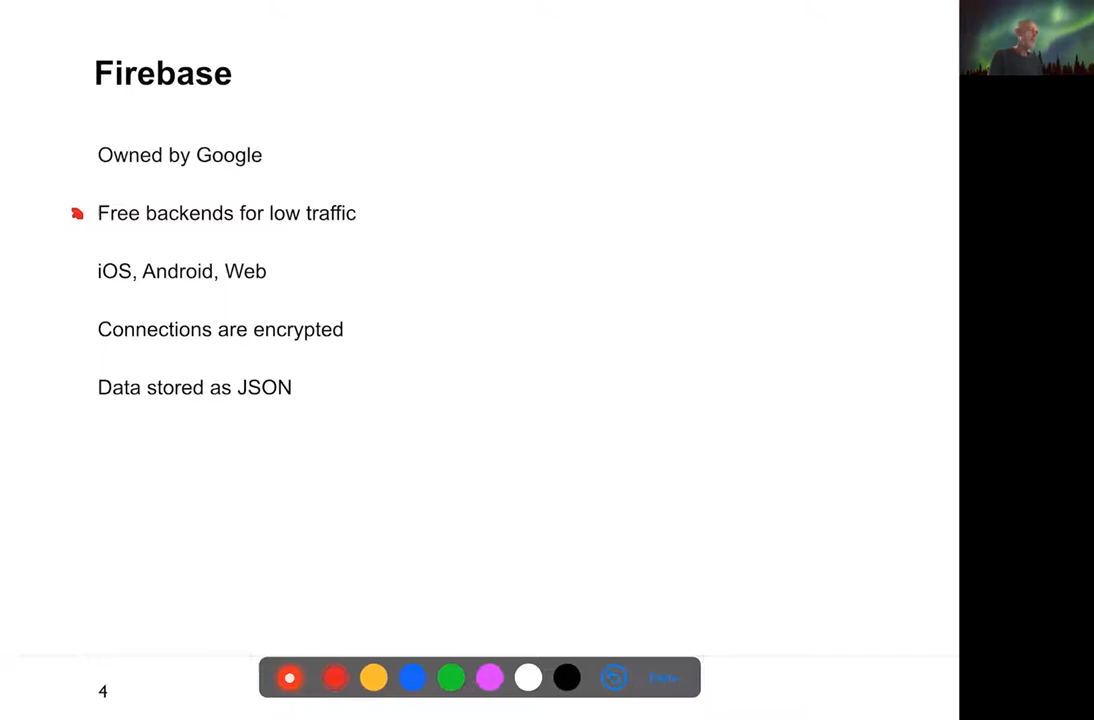 Firebase
Owned by Google
Free backends for low traffic
iOS, Android, Web
Connections are encrypted
Data stored as JSON
4